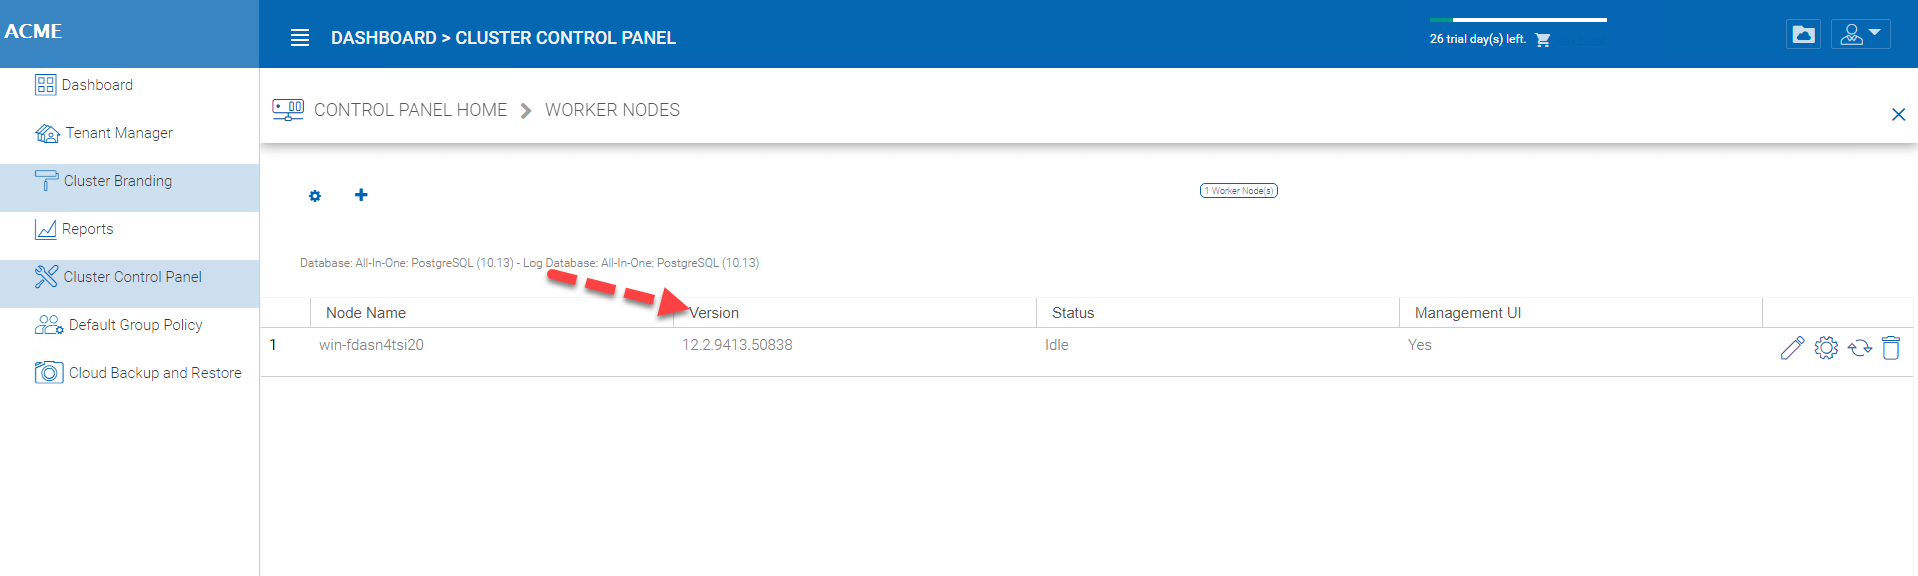 ACME
DASHBOARD > CLUSTER CONTROL PANEL
26 trial day(s) left.
Dashboard
Tenant Manager
Cluster Branding
Reports
Cluster Control Panel
Default Group Policy
Cloud Backup and Restore
CONTROL PANEL HOME WORKER NODES
1 Worker Node(s)
Database: All-In-One: PostgreSQL (10.13) - Log Database: All-In-One: PostgreSQL (10.13)
Node Name Version Status Management UI
1 win-fdasn4tsi20 12.2.9413.50838 Idle Yes